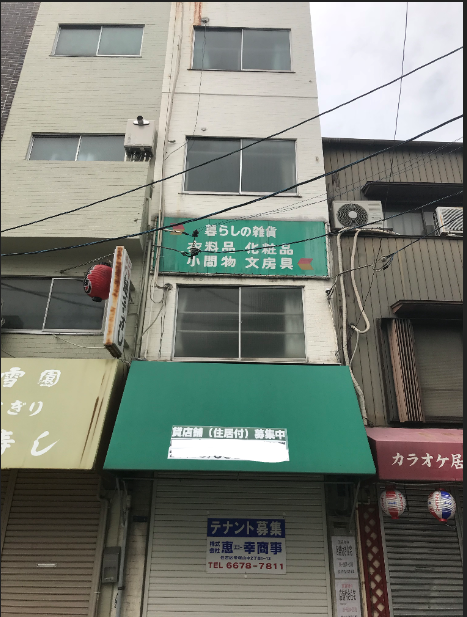 暮らしの雑貨
衣料品 化粧品
小間物 文房具
貸店舗（住居付）募集中
テナント募集
株式会社 恵幸商事
TEL 6678-7811
カラオケ居
園
ぎり
し